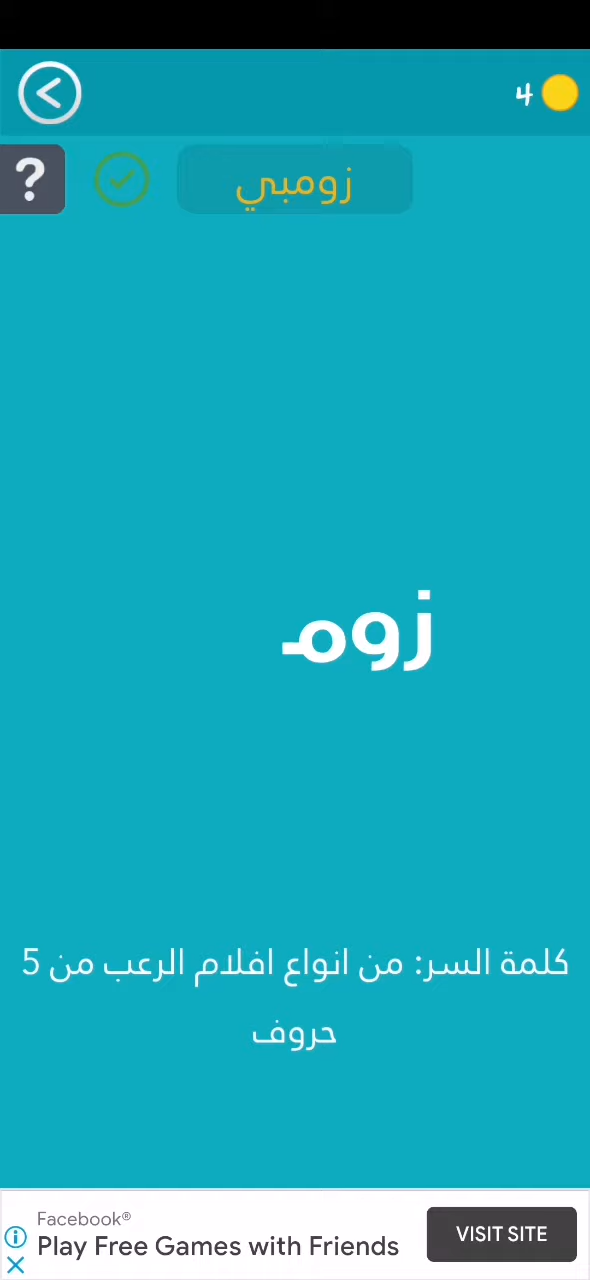 4
?
زومبي
زومـ
كلمة السر: من انواع افلام الرعب من 5
حروف
Facebook®
Play Free Games with Friends
VISIT SITE